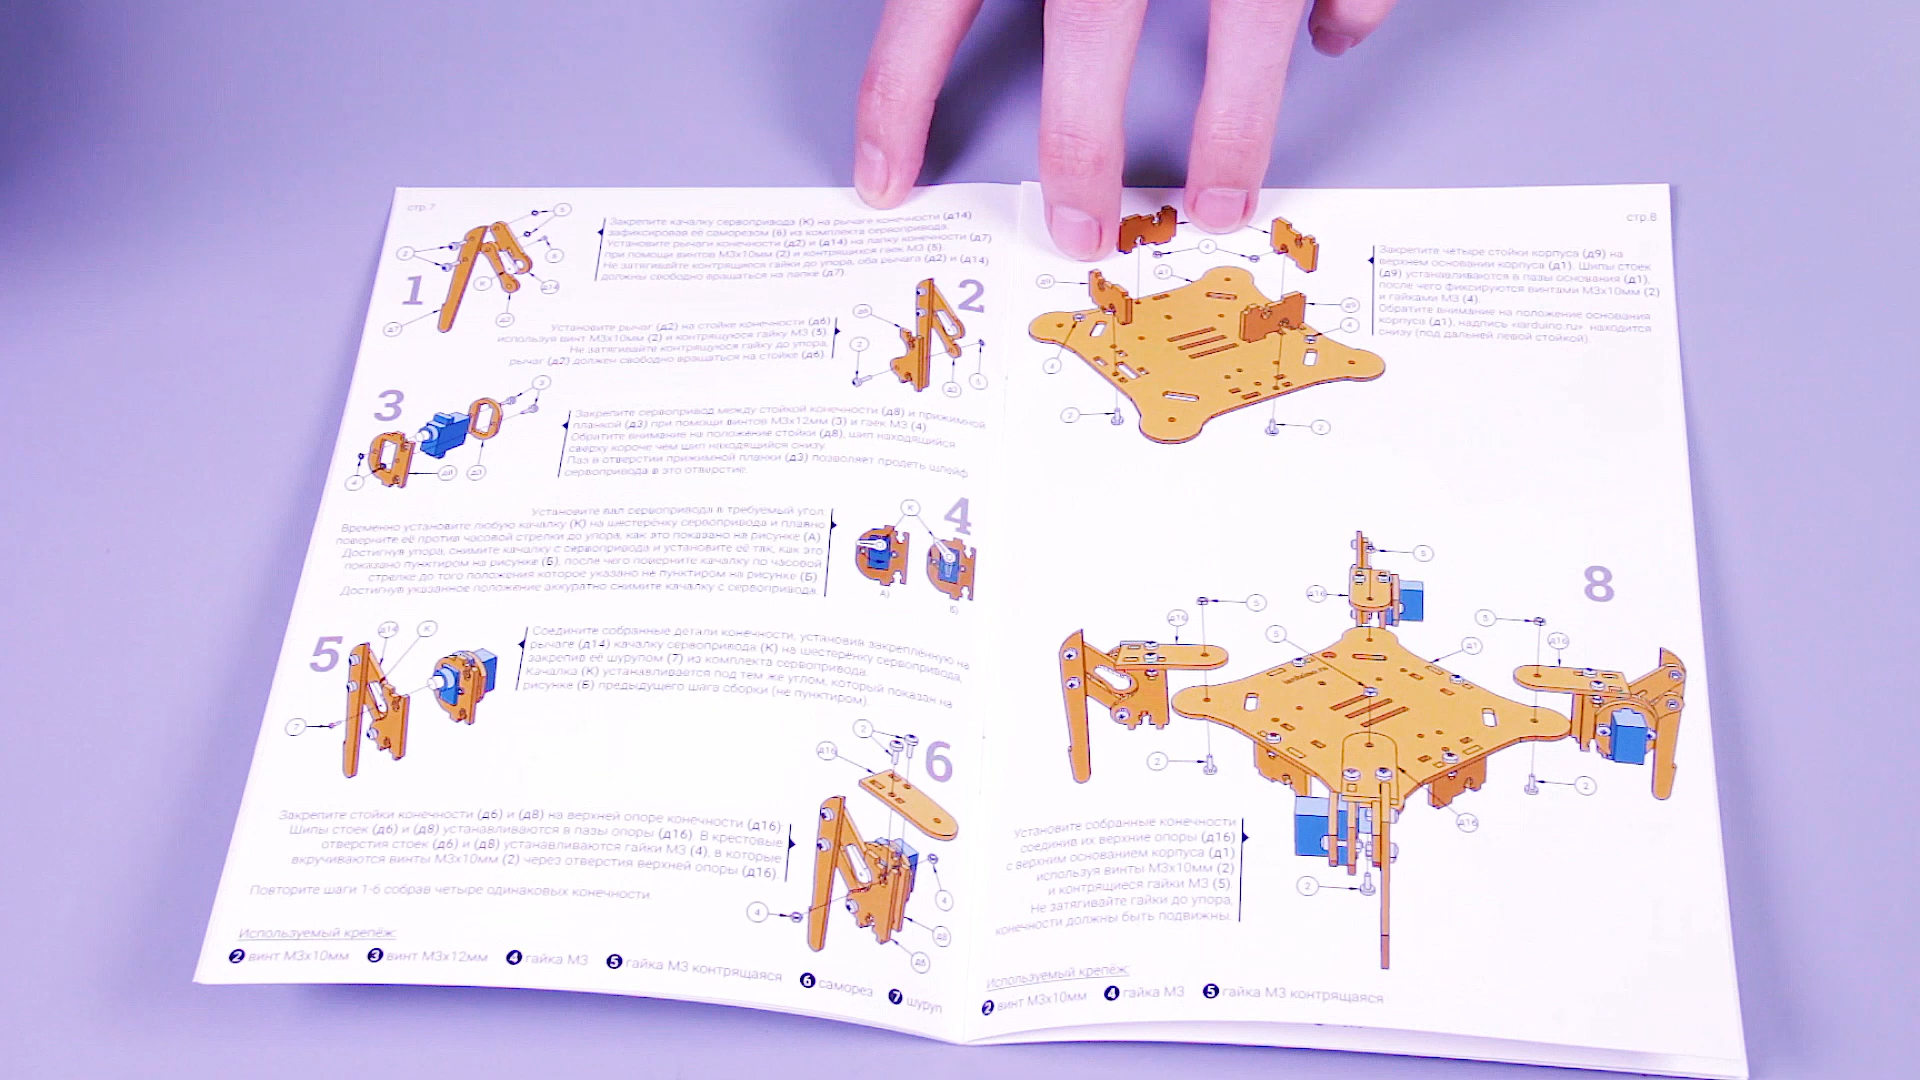 стр.7
1
Закрепите качалку сервопривода (К) на рычаге конечности (д14)
зафиксировав её саморезом (6) из комплекта сервопривода.
Установите рычаги конечности (д2) и (д14) на лапку конечности (д7)
при помощи винтов М3х10мм (2) и контрящихся гаек М3 (5).
Не затягивайте контрящиеся гайки до упора, оба рычага (д2) и (д14)
должны свободно вращаться на лапке (д7).
2
Установите рычаг (д2) на стойке конечности (д6)
используя винт М3х10мм (2) и контрящуюся гайку М3 (5).
Не затягивайте контрящуюся гайку до упора,
рычаг (д2) должен свободно вращаться на стойке (д6).
3
Закрепите сервопривод между стойкой конечности (д8) и прижимной
планкой (д3) при помощи винтов М3х12мм (3) и гаек М3 (4).
Обратите внимание на положение стойки (д8), шип находящийся
сверху короче чем шип находящийся снизу.
Паз в отверстии прижимной планки (д3) позволяет продеть шлейф
сервопривода в это отверстие.
4
Установите вал сервопривода в требуемый угол.
Временно установите любую качалку (К) на шестерёнку сервопривода и плавно
поверните её против часовой стрелки до упора, как это показано на рисунке (А).
Достигнув упора, снимите качалку с сервопривода и установите её так, как это
показано пунктиром на рисунке (Б), после чего поверните качалку по часовой
стрелке до того положения которое указано не пунктиром на рисунке (Б)
Достигнув указанное положение аккуратно снимите качалку с сервопривода.
А)
Б)
5
Соедините собранные детали конечности, установив закреплённую на
рычаге (д14) качалку сервопривода (К) на шестерёнку сервопривода,
закрепив её шурупом (7) из комплекта сервопривода.
Качалка (К) устанавливается под тем же углом, который показан на
рисунке (Б) предыдущего шага сборки (не пунктиром).
6
Закрепите стойки конечности (д6) и (д8) на верхней опоре конечности (д16)
Шипы стоек (д6) и (д8) устанавливаются в пазы опоры (д16). В крестовые
отверстия стоек (д6) и (д8) устанавливаются гайки М3 (4), в которые
вкручиваются винты М3х10мм (2) через отверстия верхней опоры (д16).
Повторите шаги 1-6 собрав четыре одинаковых конечности.
Используемый крепёж:
2 винт М3х10мм 3 винт М3х12мм 4 гайка М3 5 гайка М3 контрящаяся 6 саморез 7 шуруп
стр.8
Закрепите четыре стойки корпуса (д9) на
верхнем основании корпуса (д1). Шипы стоек
(д9) устанавливаются в пазы основания (д1),
после чего фиксируются винтами М3х10мм (2)
и гайками М3 (4).
Обратите внимание на положение основания
корпуса (д1), надпись «iarduino.ru» находится
снизу (под дальней левой стойкой).
8
Установите собранные конечности
соединив их верхние опоры (д16)
с верхним основанием корпуса (д1)
используя винты М3х10мм (2)
и контрящиеся гайки М3 (5).
Не затягивайте гайки до упора,
конечности должны быть подвижны.
Используемый крепёж:
2 винт М3х10мм 4 гайка М3 5 гайка М3 контрящаяся